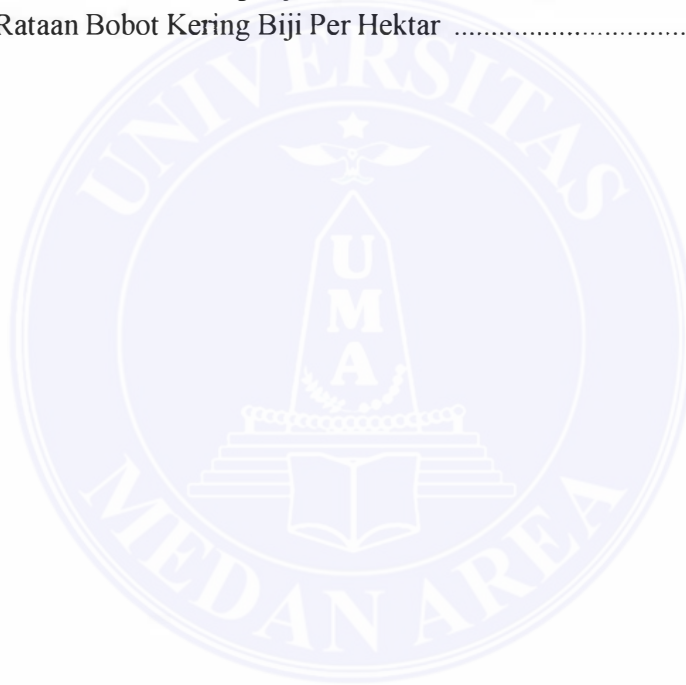 Rataan Bobot Kering Biji Per Hektar ................................
UNIVERSITAS
UMA
MEDAN AREA